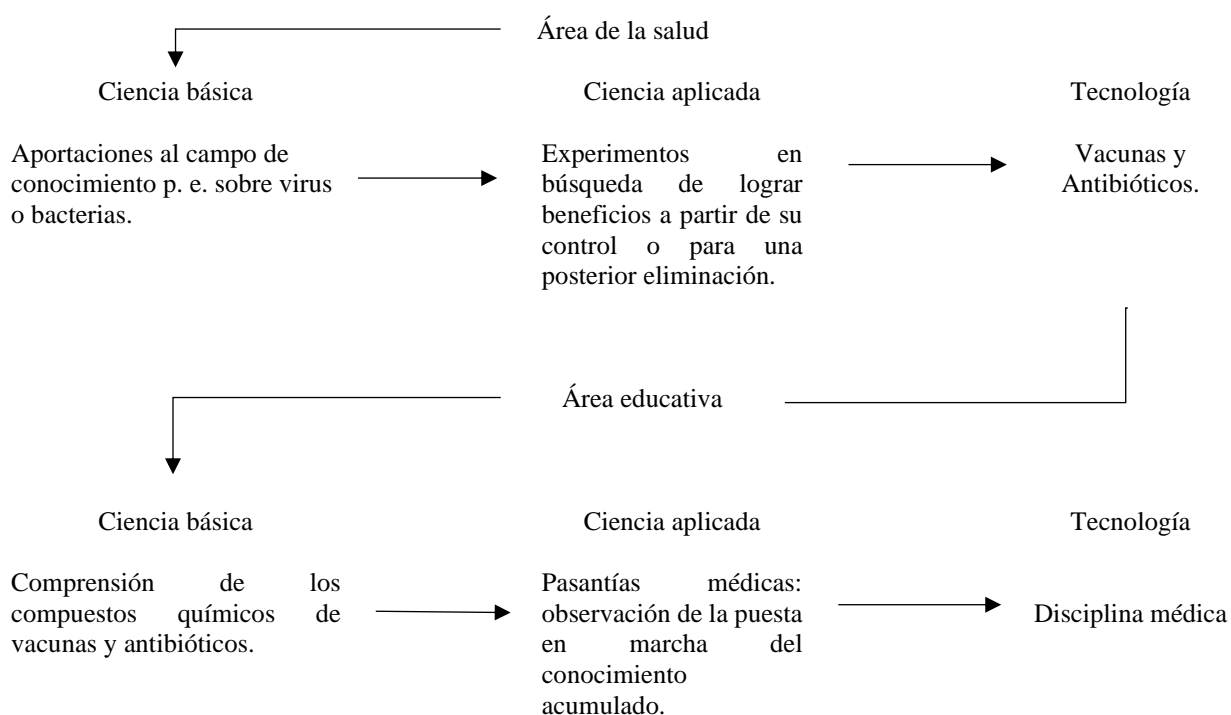 Área de la salud
Ciencia básica
Ciencia aplicada
Tecnología
Aportaciones al campo de
conocimiento p. e. sobre virus
o bacterias.
Experimentos en
búsqueda de lograr
beneficios a partir de su
control o para una
posterior eliminación.
Vacunas y
Antibióticos.
Área educativa
Ciencia básica
Ciencia aplicada
Tecnología
Comprensión de los
compuestos químicos de
vacunas y antibióticos.
Pasantías médicas:
observación de la puesta
en marcha del
conocimiento
acumulado.
Disciplina médica